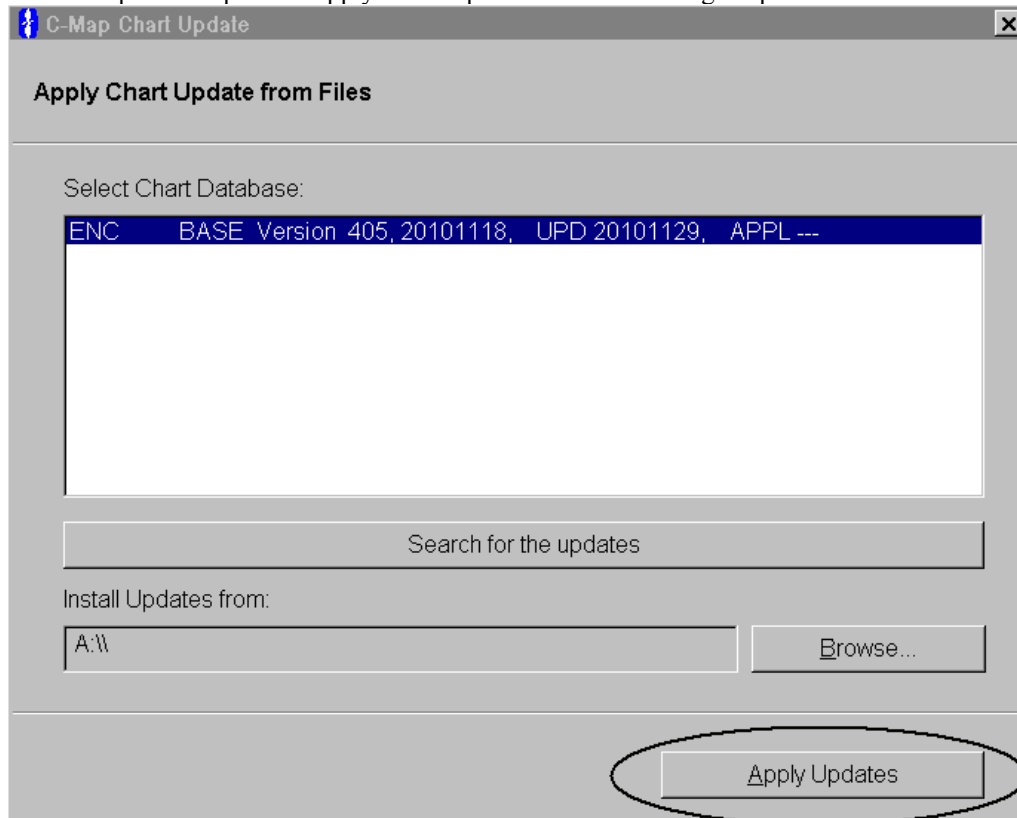 C-Map Chart Update
Apply Chart Update from Files
Select Chart Database:
ENC BASE Version 405, 20101118, UPD 20101129, APPL ---
Search for the updates
Install Updates from:
A:\\
Browse...
Apply Updates